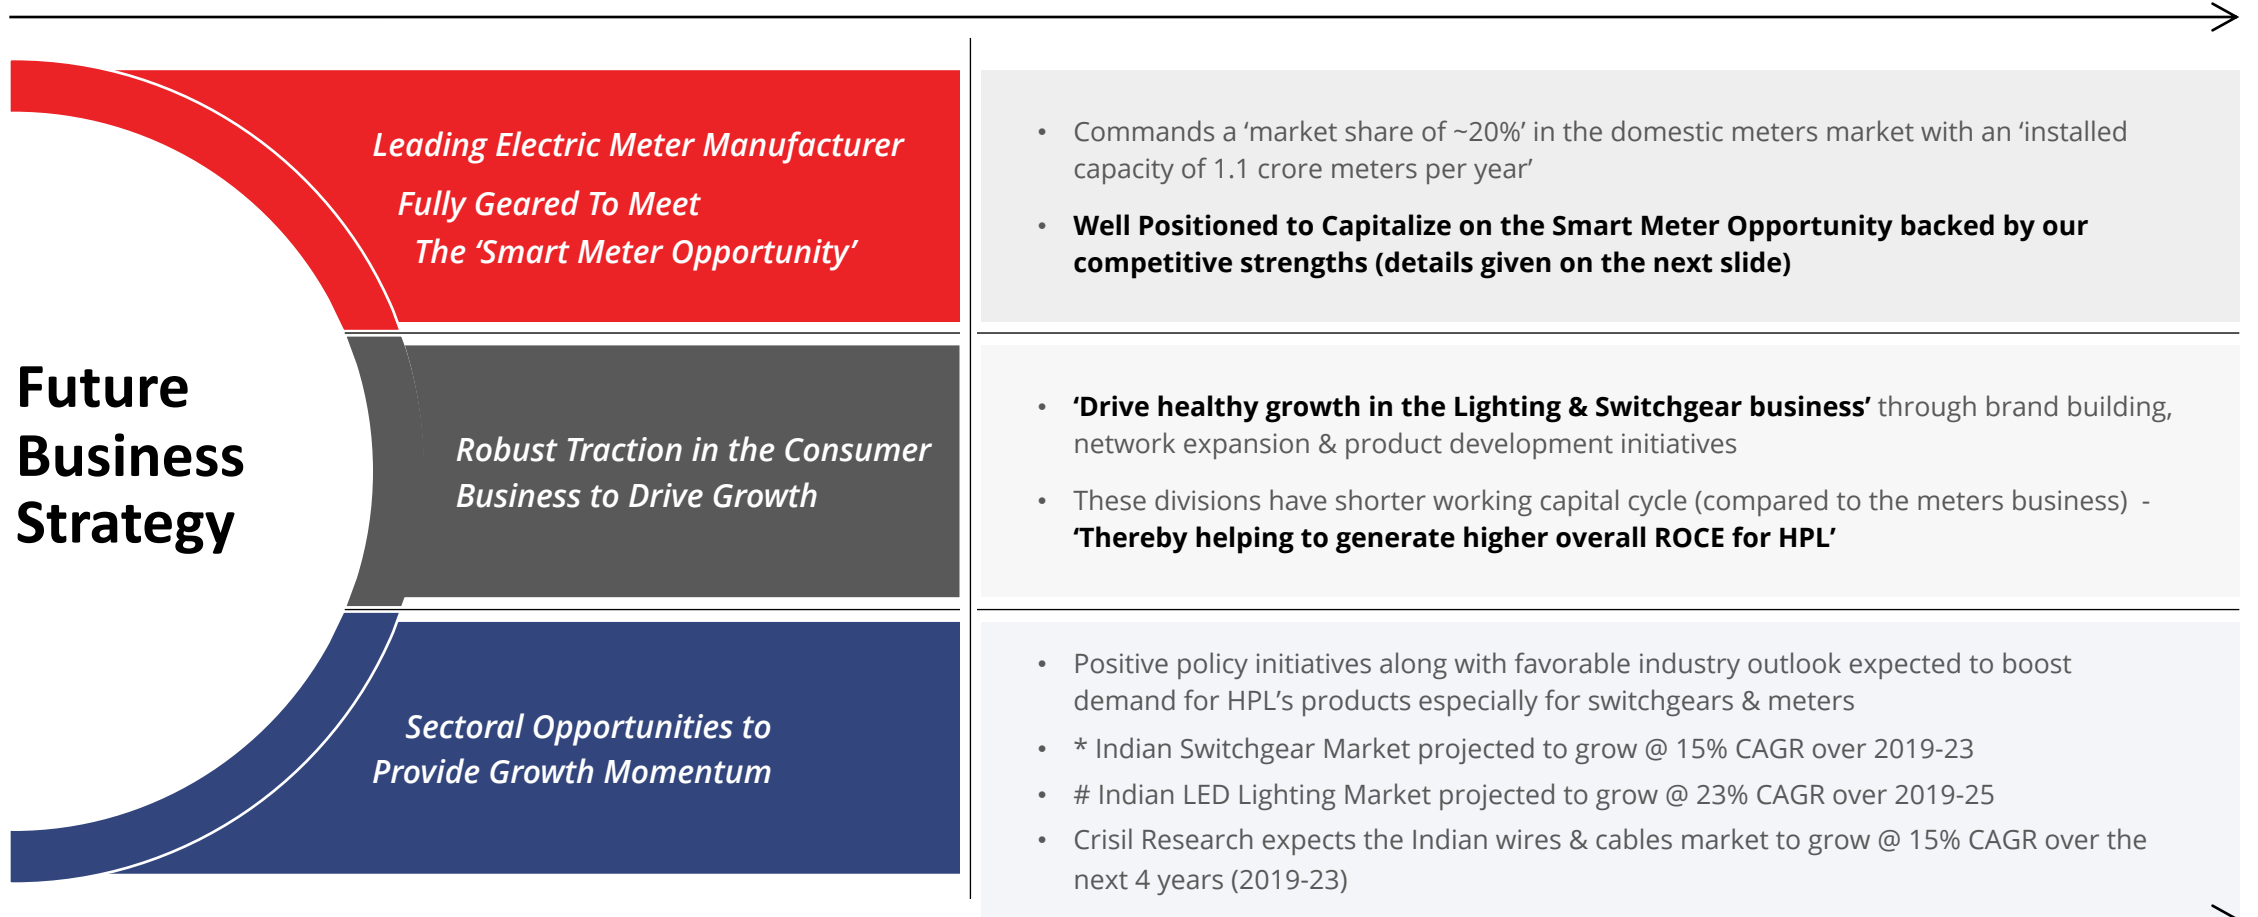 Future
Business
Strategy
Leading Electric Meter Manufacturer
Fully Geared To Meet
The ‘Smart Meter Opportunity’
• Commands a ‘market share of ~20%’ in the domestic meters market with an ‘installed
capacity of 1.1 crore meters per year’
• Well Positioned to Capitalize on the Smart Meter Opportunity backed by our
competitive strengths (details given on the next slide)
Robust Traction in the Consumer
Business to Drive Growth
• ‘Drive healthy growth in the Lighting & Switchgear business’ through brand building,
network expansion & product development initiatives
• These divisions have shorter working capital cycle (compared to the meters business) -
‘Thereby helping to generate higher overall ROCE for HPL’
Sectoral Opportunities to
Provide Growth Momentum
• Positive policy initiatives along with favorable industry outlook expected to boost
demand for HPL’s products especially for switchgears & meters
• * Indian Switchgear Market projected to grow @ 15% CAGR over 2019-23
• # Indian LED Lighting Market projected to grow @ 23% CAGR over 2019-25
• Crisil Research expects the Indian wires & cables market to grow @ 15% CAGR over the
next 4 years (2019-23)